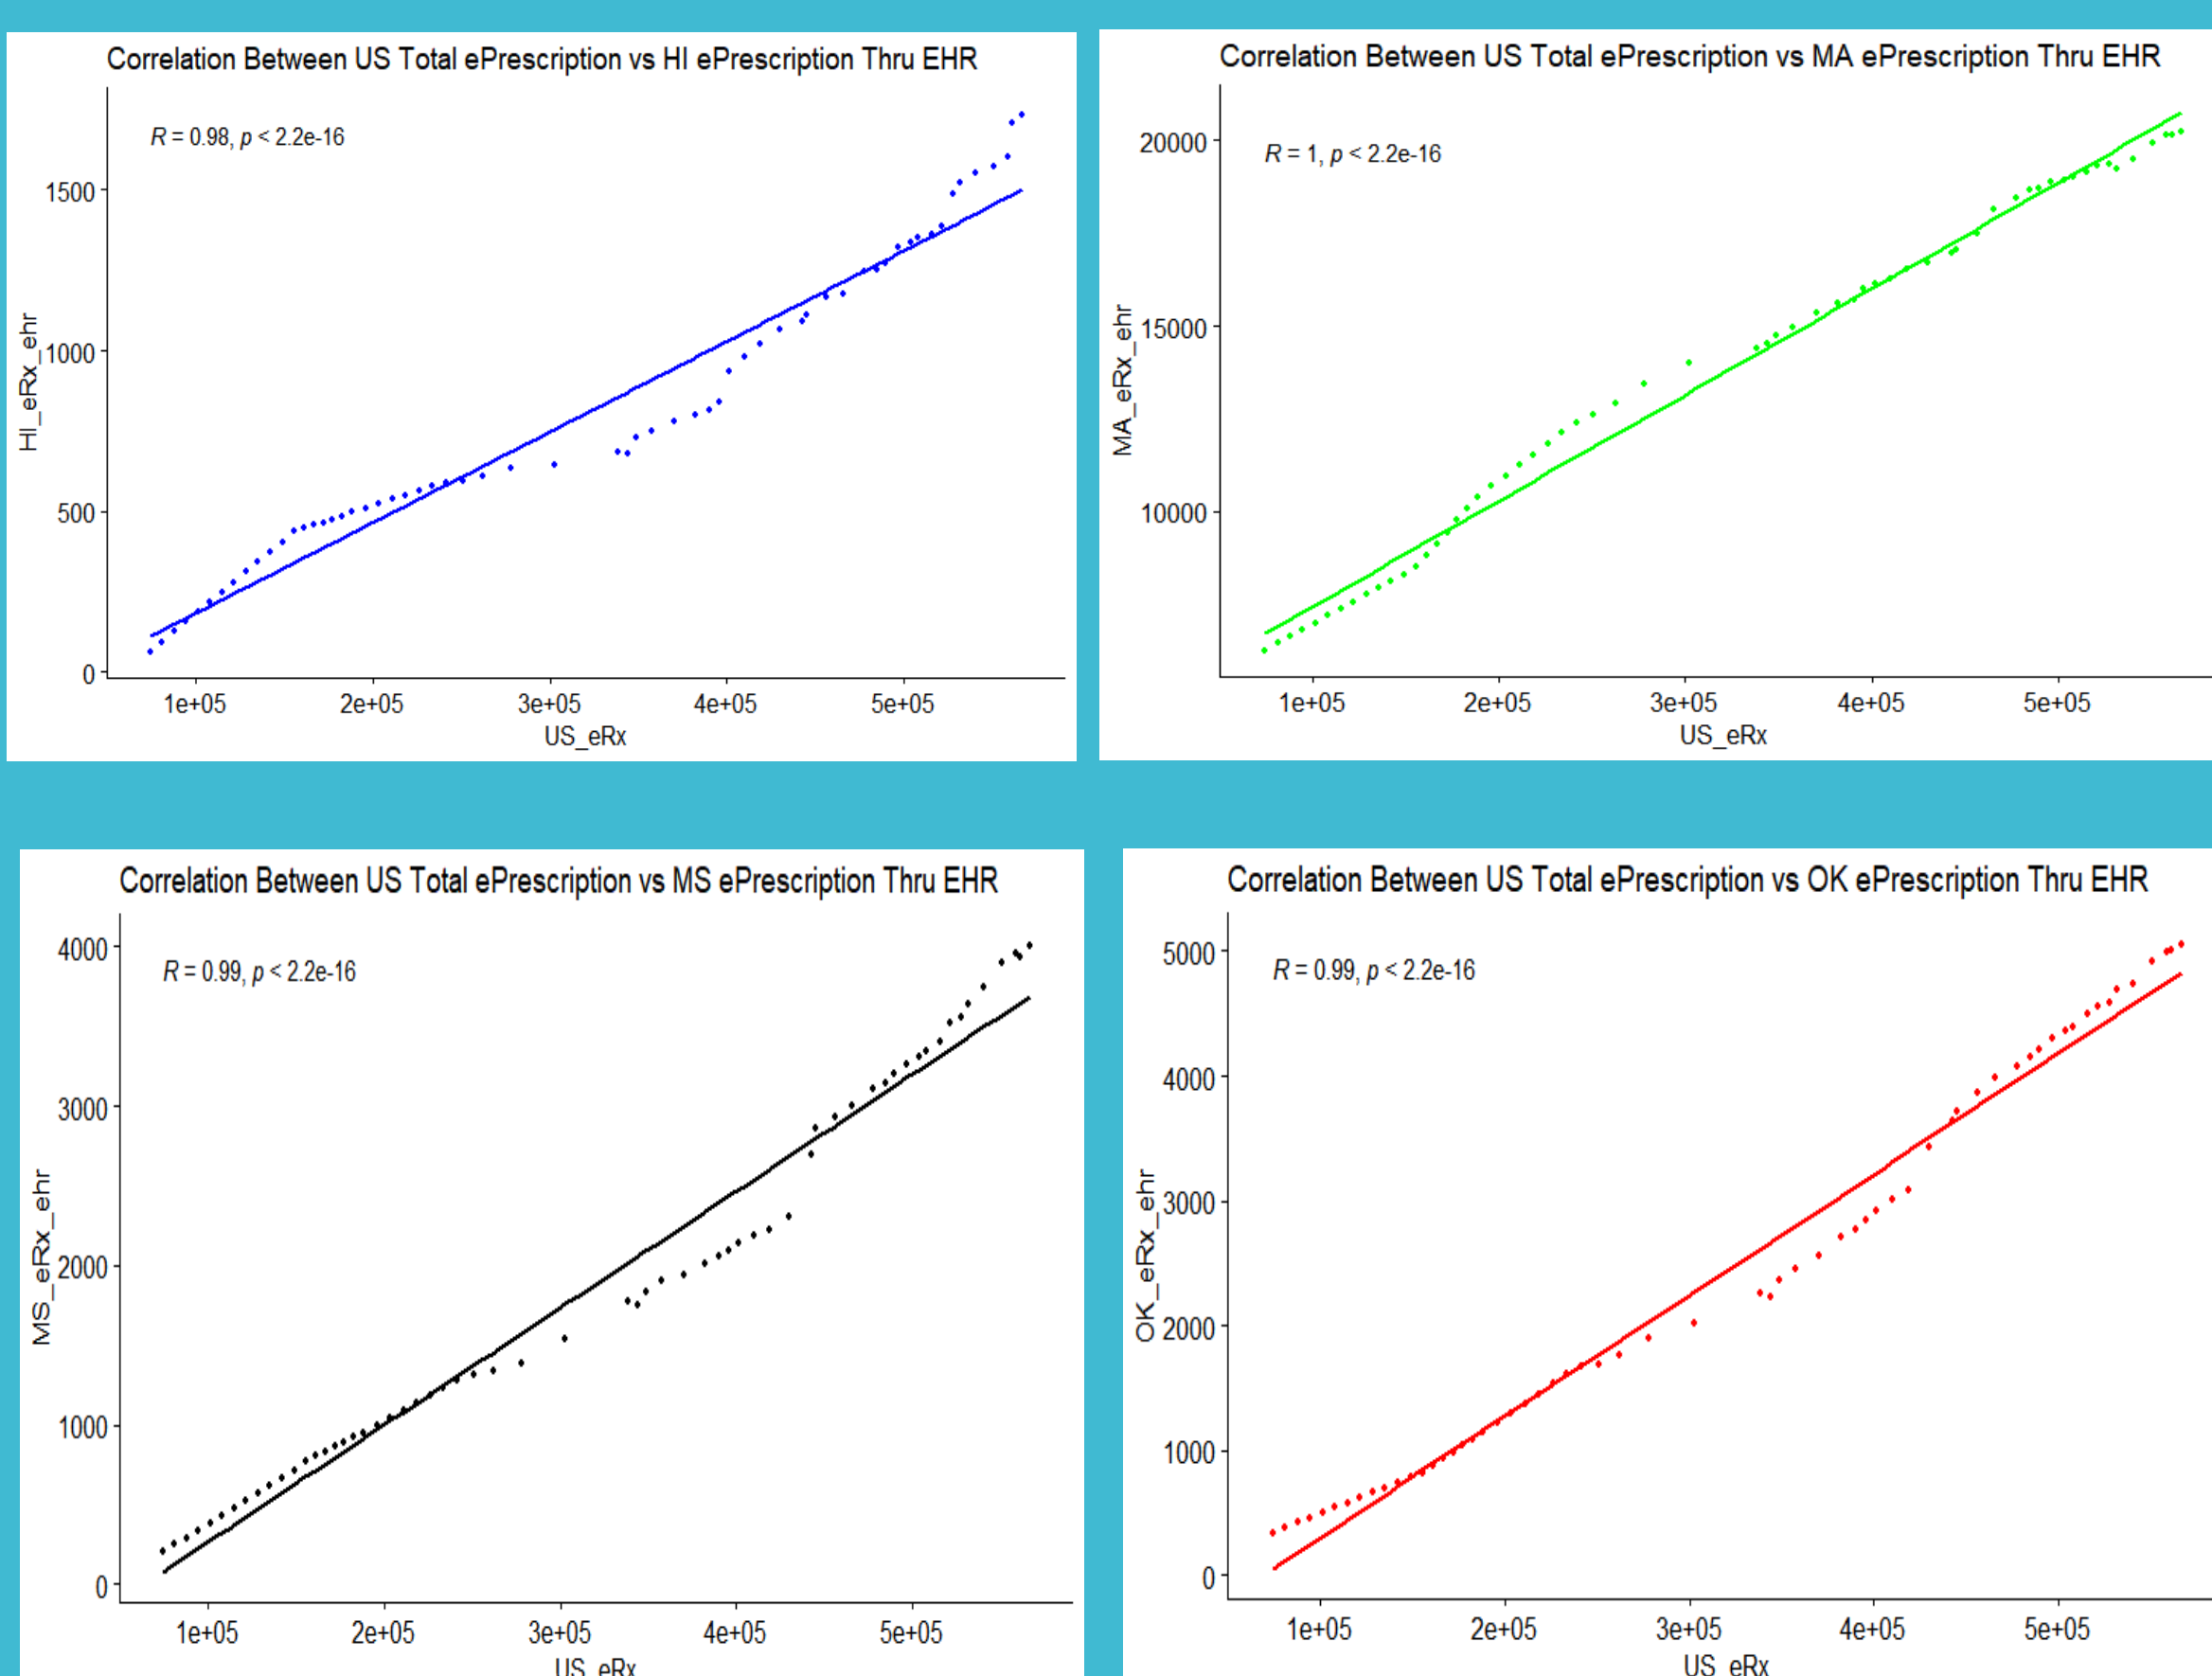 Correlation Between US Total ePrescription vs HI ePrescription Thru EHR
R = 0.98, p < 2.2e-16
HI_eRx_ehr
1500
1000
500
0
1e+05 2e+05 3e+05 4e+05 5e+05
US_eRx
Correlation Between US Total ePrescription vs MA ePrescription Thru EHR
R = 1, p < 2.2e-16
MA_eRx_ehr
20000
15000
10000
1e+05 2e+05 3e+05 4e+05 5e+05
US_eRx
Correlation Between US Total ePrescription vs MS ePrescription Thru EHR
R = 0.99, p < 2.2e-16
MS_eRx_ehr
4000
3000
2000
1000
0
1e+05 2e+05 3e+05 4e+05 5e+05
US_eRx
Correlation Between US Total ePrescription vs OK ePrescription Thru EHR
R = 0.99, p < 2.2e-16
OK_eRx_ehr
5000
4000
3000
2000
1000
0
1e+05 2e+05 3e+05 4e+05 5e+05
US_eRx